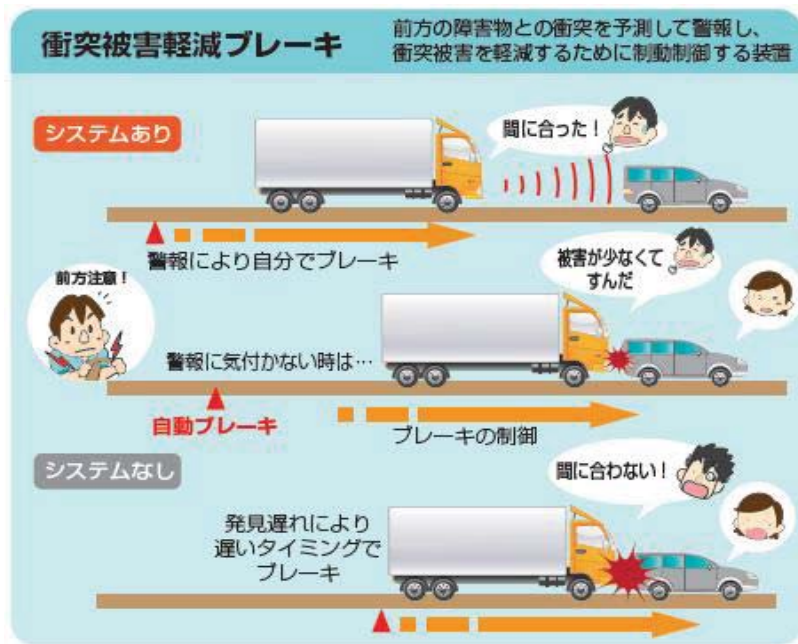 衝突被害軽減ブレーキ
前方の障害物との衝突を予測して警報し、
衝突被害を軽減するために制動制御する装置
システムあり
間に合った！
警報により自分でブレーキ
前方注意！
被害が少なくて
すんだ
警報に気付かない時は…
自動ブレーキ
ブレーキの制御
システムなし
間に合わない！
発見遅れにより
遅いタイミングで
ブレーキ